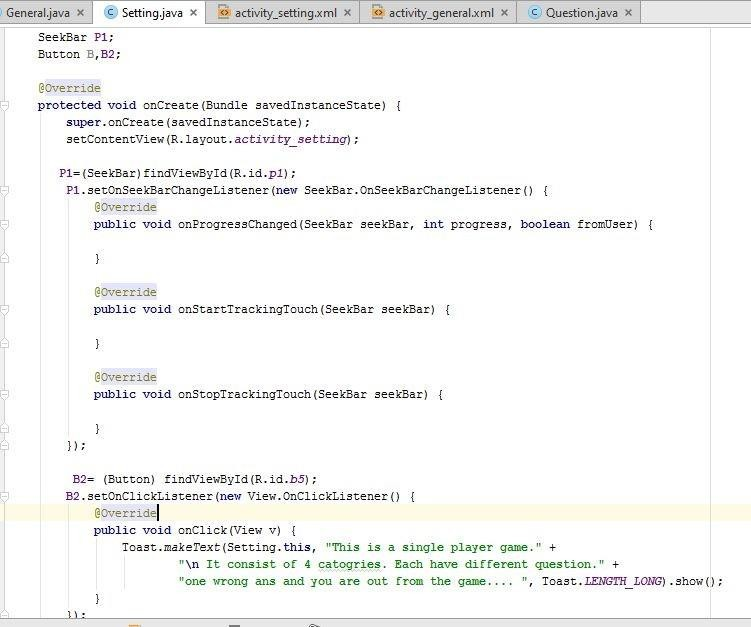 General.java × Setting.java × activity_setting.xml × activity_general.xml × Question.java ×
SeekBar P1;
Button B,B2;
@Override
protected void onCreate(Bundle savedInstanceState) {
super.onCreate(savedInstanceState);
setContentView(R.layout.activity_setting);
P1=(SeekBar)findViewById(R.id.p1);
P1.setOnSeekBarChangeListener(new SeekBar.OnSeekBarChangeListener() {
@Override
public void onProgressChanged(SeekBar seekBar, int progress, boolean fromUser) {
}
@Override
public void onStartTrackingTouch(SeekBar seekBar) {
}
@Override
public void onStopTrackingTouch(SeekBar seekBar) {
}
});
B2= (Button) findViewById(R.id.b5);
B2.setOnClickListener(new View.OnClickListener() {
@Override
public void onClick(View v) {
Toast.makeText(Setting.this, "This is a single player game." +
"\n It consist of 4 catogries. Each have different question." +
"one wrong ans and you are out from the game.... ", Toast.LENGTH_LONG).show();
}
});